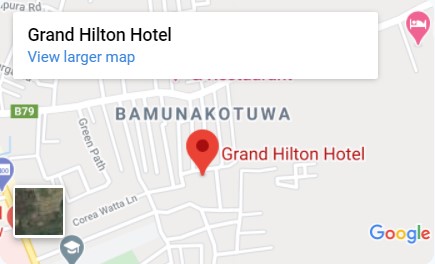 Grand Hilton Hotel
View larger map
B79
BAMUNAKOTUWA
Green Path
Grand Hilton Hotel
Corea Watta Ln
Google